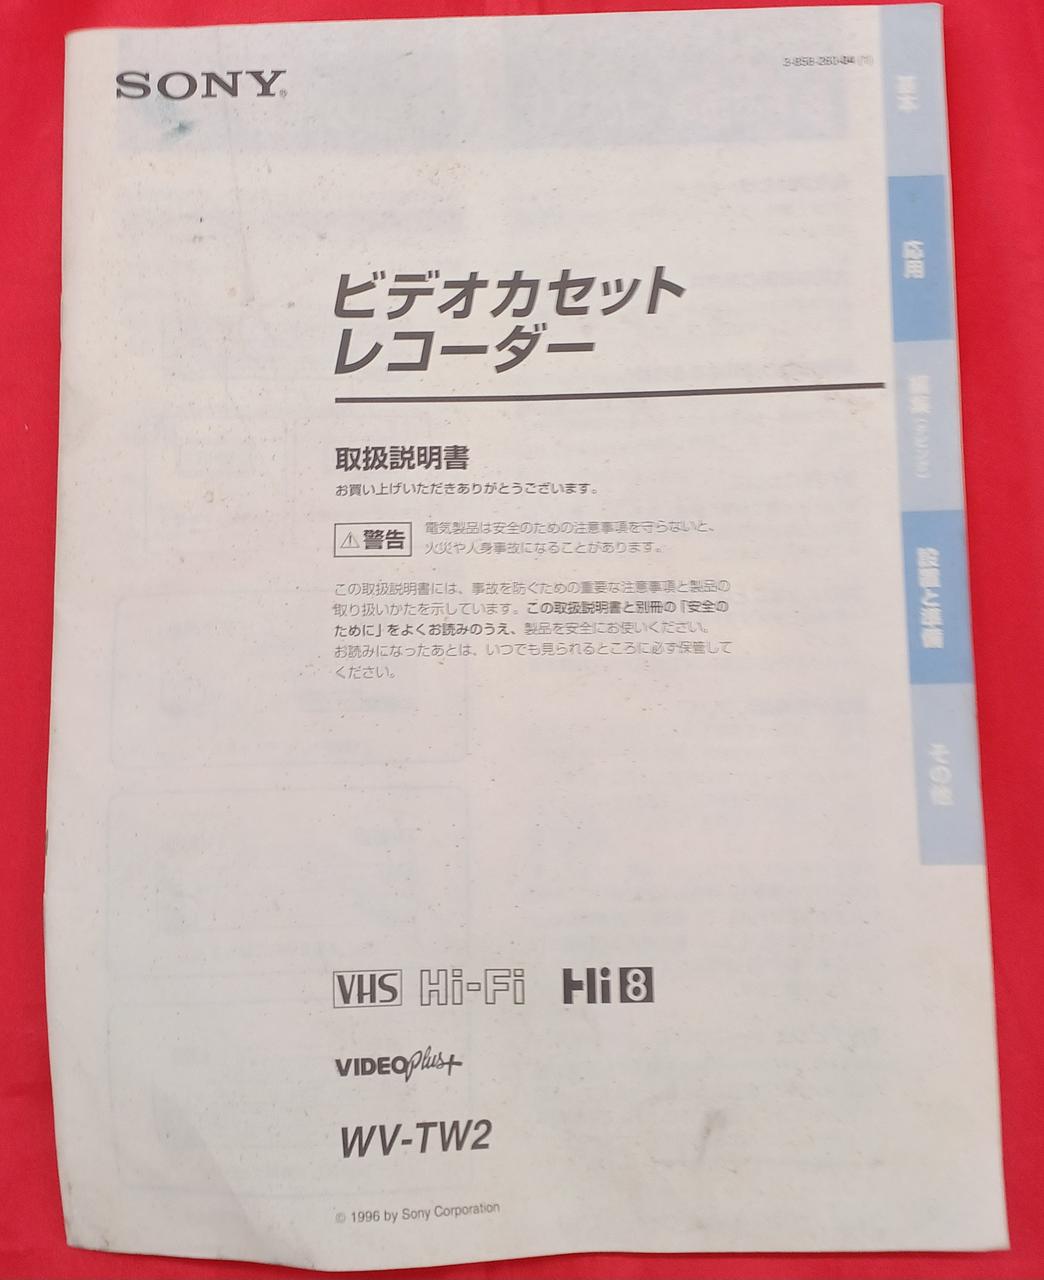 SONY®
3-858-260-04 (1)
ビデオカセット
レコーダー
取扱説明書
お買い上げいただきありがとうございます。
警告
電気製品は安全のための注意事項を守らないと、
火災や人身事故になることがあります。
この取扱説明書には、事故を防ぐための重要な注意事項と製品の
取り扱いかたを示しています。この取扱説明書と別冊の「安全の
ために」をよくお読みのうえ、製品を安全にお使いください。
お読みになったあとは、いつでも見られるところに必ず保管して
ください。
VHS Hi-Fi Hi8
VIDEO plus+
WV-TW2
© 1996 by Sony Corporation
基本
応用
編集（ダビング）
設置と準備
その他